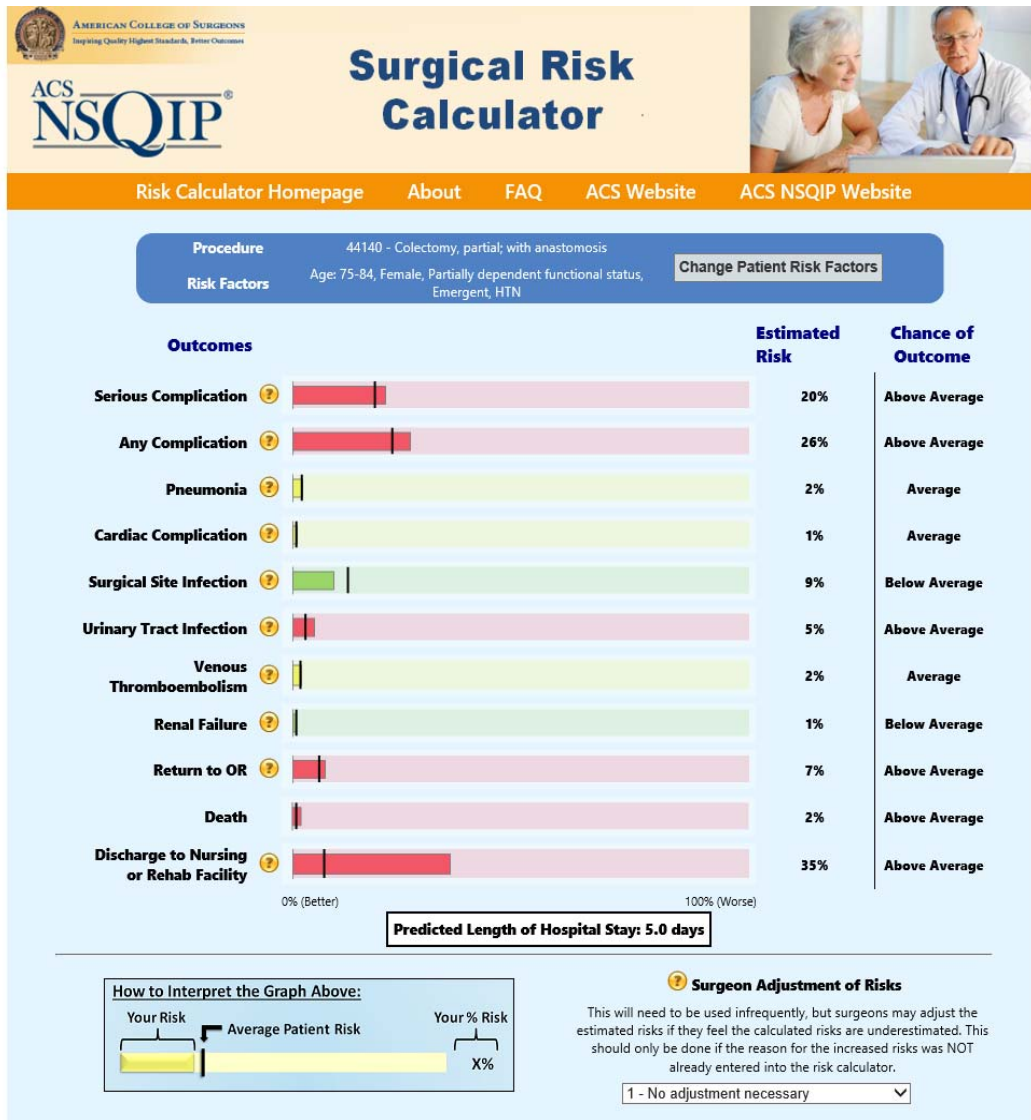 AMERICAN COLLEGE OF SURGEONS
Inspiring Quality Highest Standards, Better Outcomes
ACS
NSQIP®
Surgical Risk
Calculator
Risk Calculator Homepage About FAQ ACS Website ACS NSQIP Website
Procedure 44140 - Colectomy, partial; with anastomosis
Risk Factors Age: 75-84, Female, Partially dependent functional status,
Emergent, HTN
Change Patient Risk Factors
Outcomes Estimated Risk Chance of Outcome
Serious Complication ? 20% Above Average
Any Complication ? 26% Above Average
Pneumonia ? 2% Average
Cardiac Complication ? 1% Average
Surgical Site Infection ? 9% Below Average
Urinary Tract Infection ? 5% Above Average
Venous
Thromboembolism ? 2% Average
Renal Failure ? 1% Below Average
Return to OR ? 7% Above Average
Death 2% Above Average
Discharge to Nursing
or Rehab Facility ? 35% Above Average
0% (Better) 100% (Worse)
Predicted Length of Hospital Stay: 5.0 days
How to Interpret the Graph Above:
Your Risk Average Patient Risk Your % Risk
X%
? Surgeon Adjustment of Risks
This will need to be used infrequently, but surgeons may adjust the
estimated risks if they feel the calculated risks are underestimated. This
should only be done if the reason for the increased risks was NOT
already entered into the risk calculator.
1 - No adjustment necessary